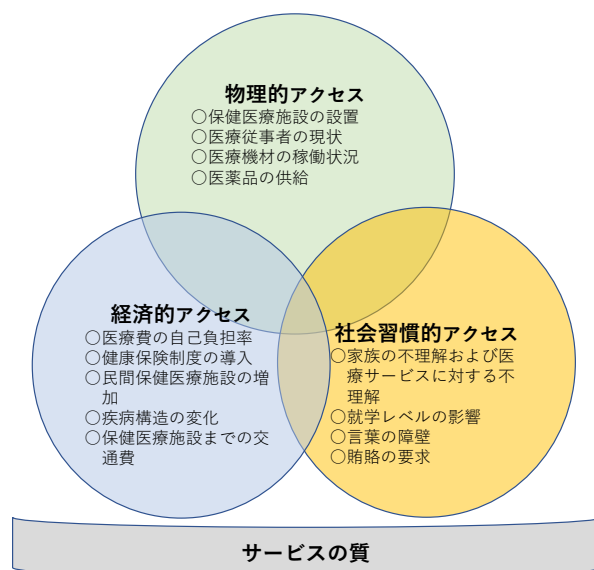 物理的アクセス
○保健医療施設の設置
○医療従事者の現状
○医療機材の稼働状況
○医薬品の供給
経済的アクセス
○医療費の自己負担率
○健康保険制度の導入
○民間保健医療施設の増
加
○疾病構造の変化
○保健医療施設までの交
通費
社会習慣的アクセス
○家族の不理解および医
療サービスに対する不
理解
○就学レベルの影響
○言葉の障壁
○賄賂の要求
サービスの質